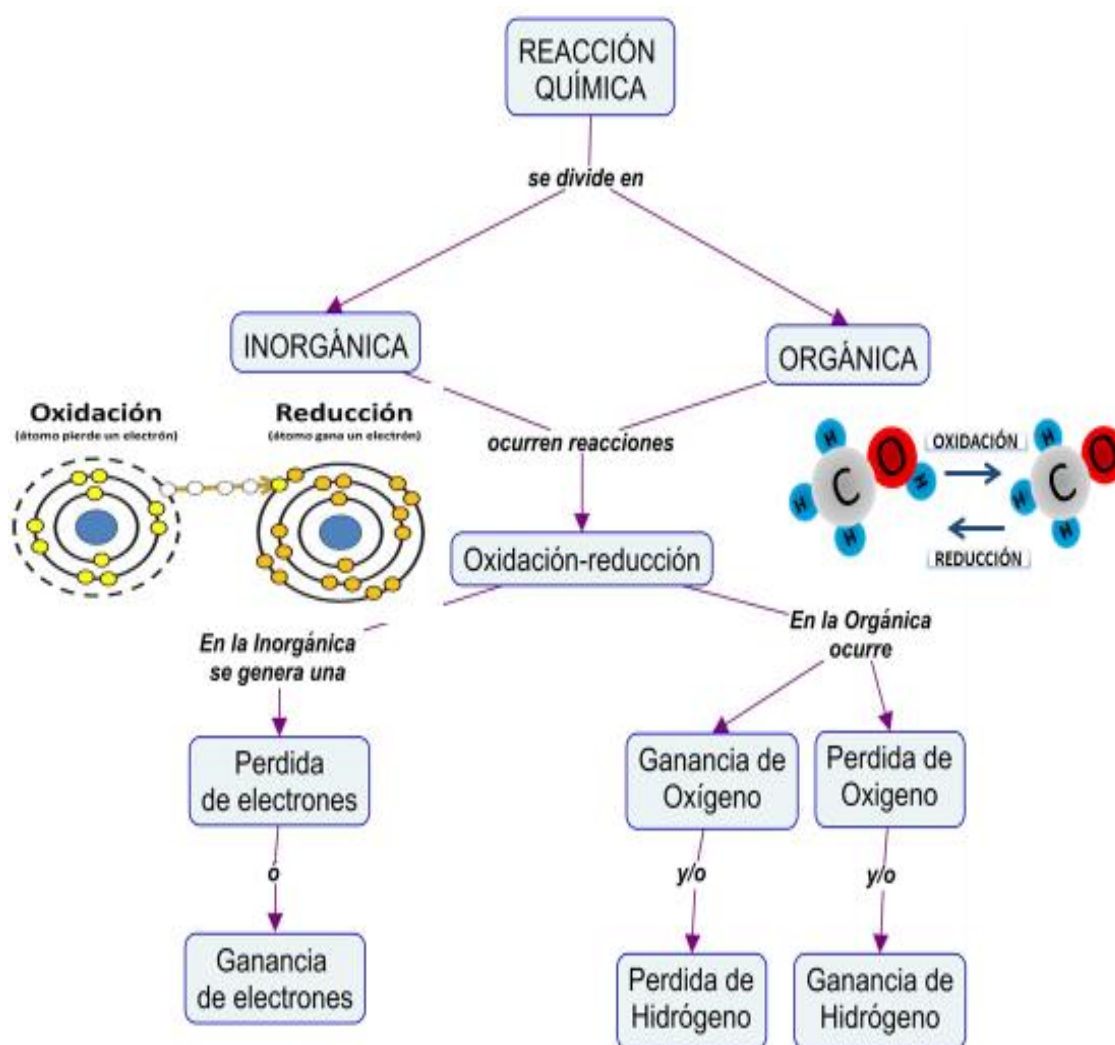 REACCIÓN
QUÍMICA
se divide en
INORGÁNICA
ORGÁNICA
Oxidación
(átomo pierde un electrón)
Reducción
(átomo gana un electrón)
ocurren reacciones
H
OXIDACIÓN
H
C
O
H
H
H
REDUCCIÓN
C
O
H
H
Oxidación-reducción
En la Inorgánica
se genera una
En la Orgánica
ocurre
Perdida
de electrones
Ganancia de
Oxígeno
Perdida de
Oxigeno
ó
y/o
y/o
Ganancia
de electrones
Perdida de
Hidrógeno
Ganancia de
Hidrógeno